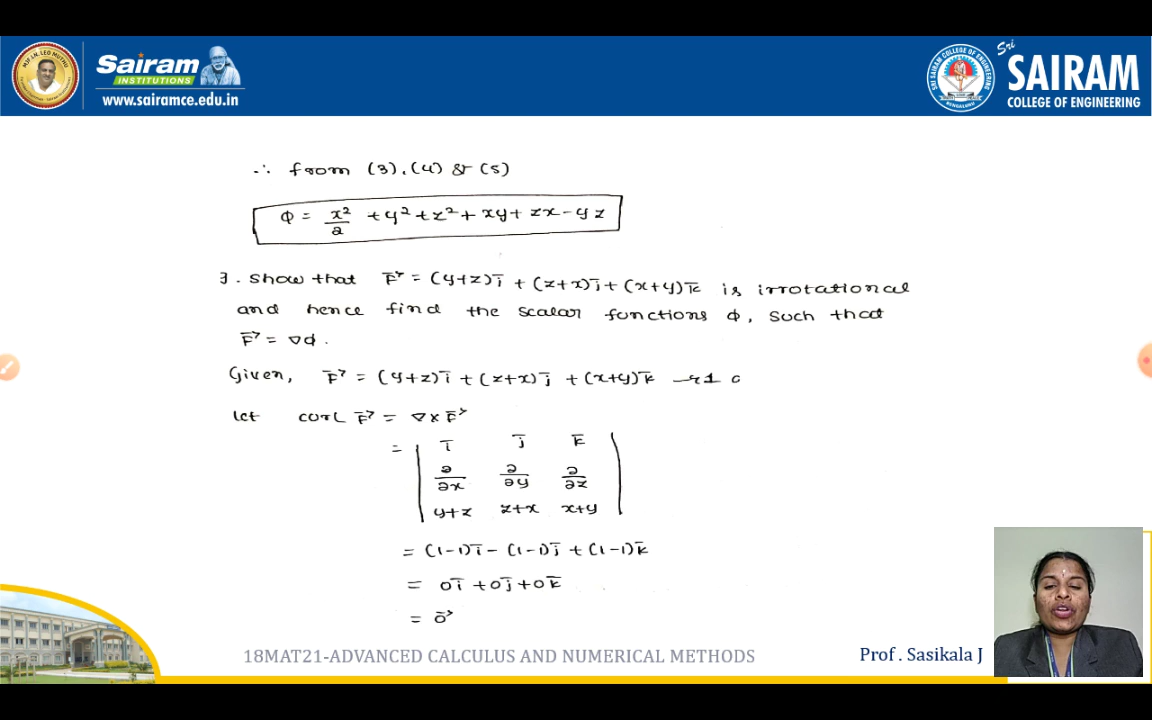 Sairam
INSTITUTIONS
www.sairamce.edu.in
Sri
SAIRAM
COLLEGE OF ENGINEERING
∴ from (3), (4) & (5)
φ = x²/2 + y² + z² + xy + zx - yz
3. Show that F⃗ = (y+z)i̅ + (z+x)j̅ + (x+y)k̅ is irrotational
and hence find the scalar functions φ, such that
F⃗ = ∇φ.
Given, F⃗ = (y+z)i̅ + (z+x)j̅ + (x+y)k̅ →
let curl F⃗ = ∇×F⃗
= | i̅ j̅ k̅ |
| ∂/∂x ∂/∂y ∂/∂z |
| y+z z+x x+y |
= (1-1)i̅ - (1-1)j̅ + (1-1)k̅
= 0i̅ + 0j̅ + 0k̅
= 0⃗
18MAT21-ADVANCED CALCULUS AND NUMERICAL METHODS
Prof . Sasikala J